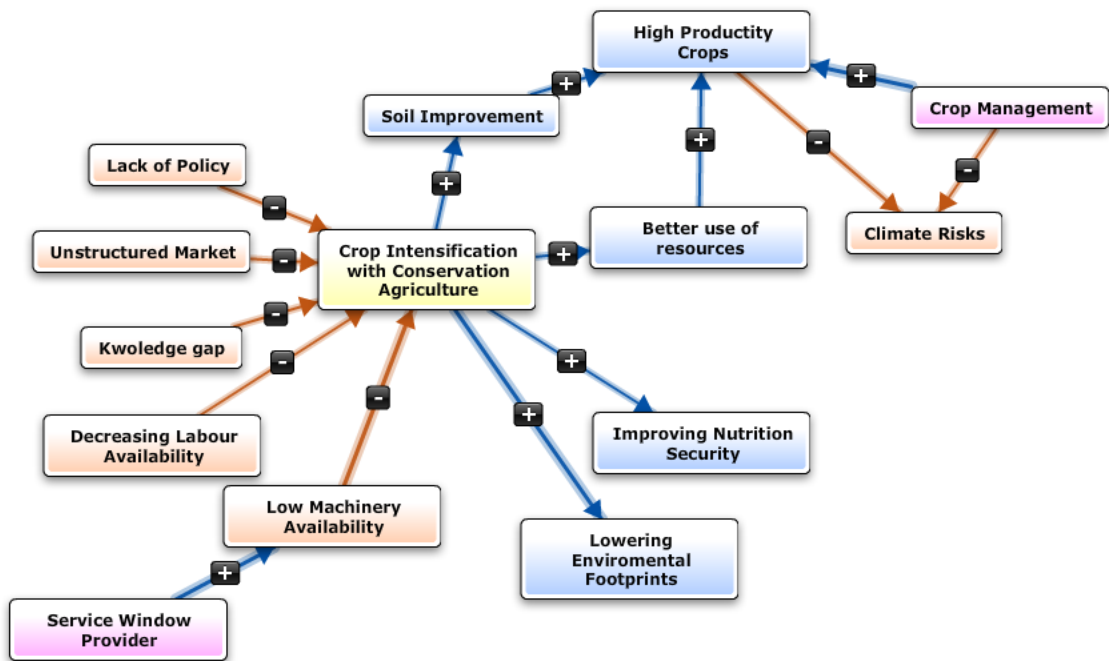 High Productity
Crops
+
+
Crop Management
Soil Improvement
+
-
-
Lack of Policy
+
-
Better use of
resources
Climate Risks
Unstructured Market
-
Crop Intensification
with Conservation
Agriculture
+
Kwoledge gap
-
-
+
-
+
Decreasing Labour
Availability
Improving Nutrition
Security
Low Machinery
Availability
Lowering
Enviromental
Footprints
+
Service Window
Provider